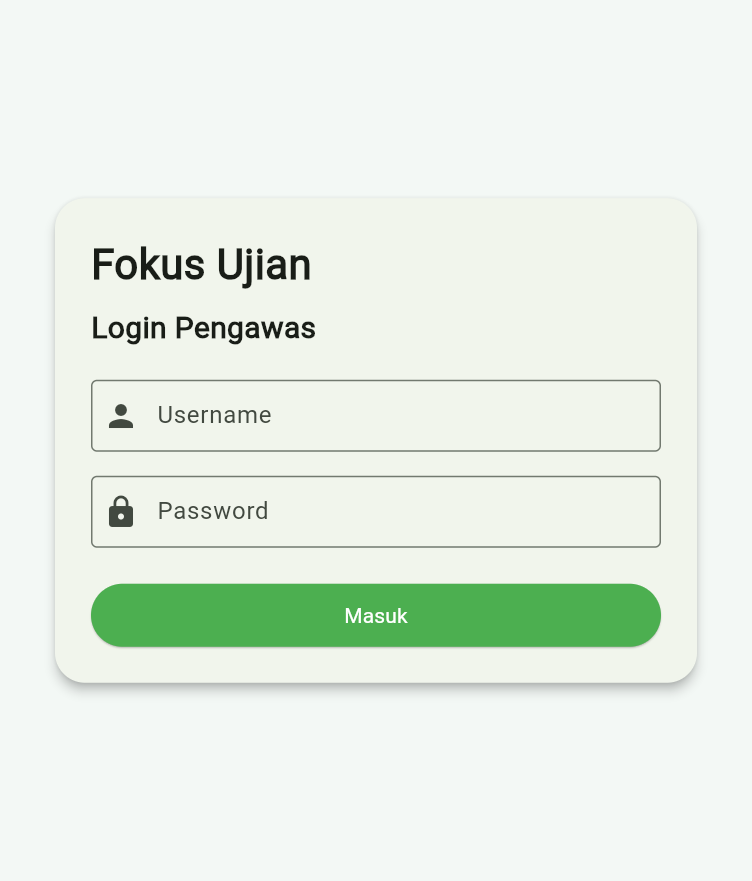 Fokus Ujian
Login Pengawas
Username
Password
Masuk